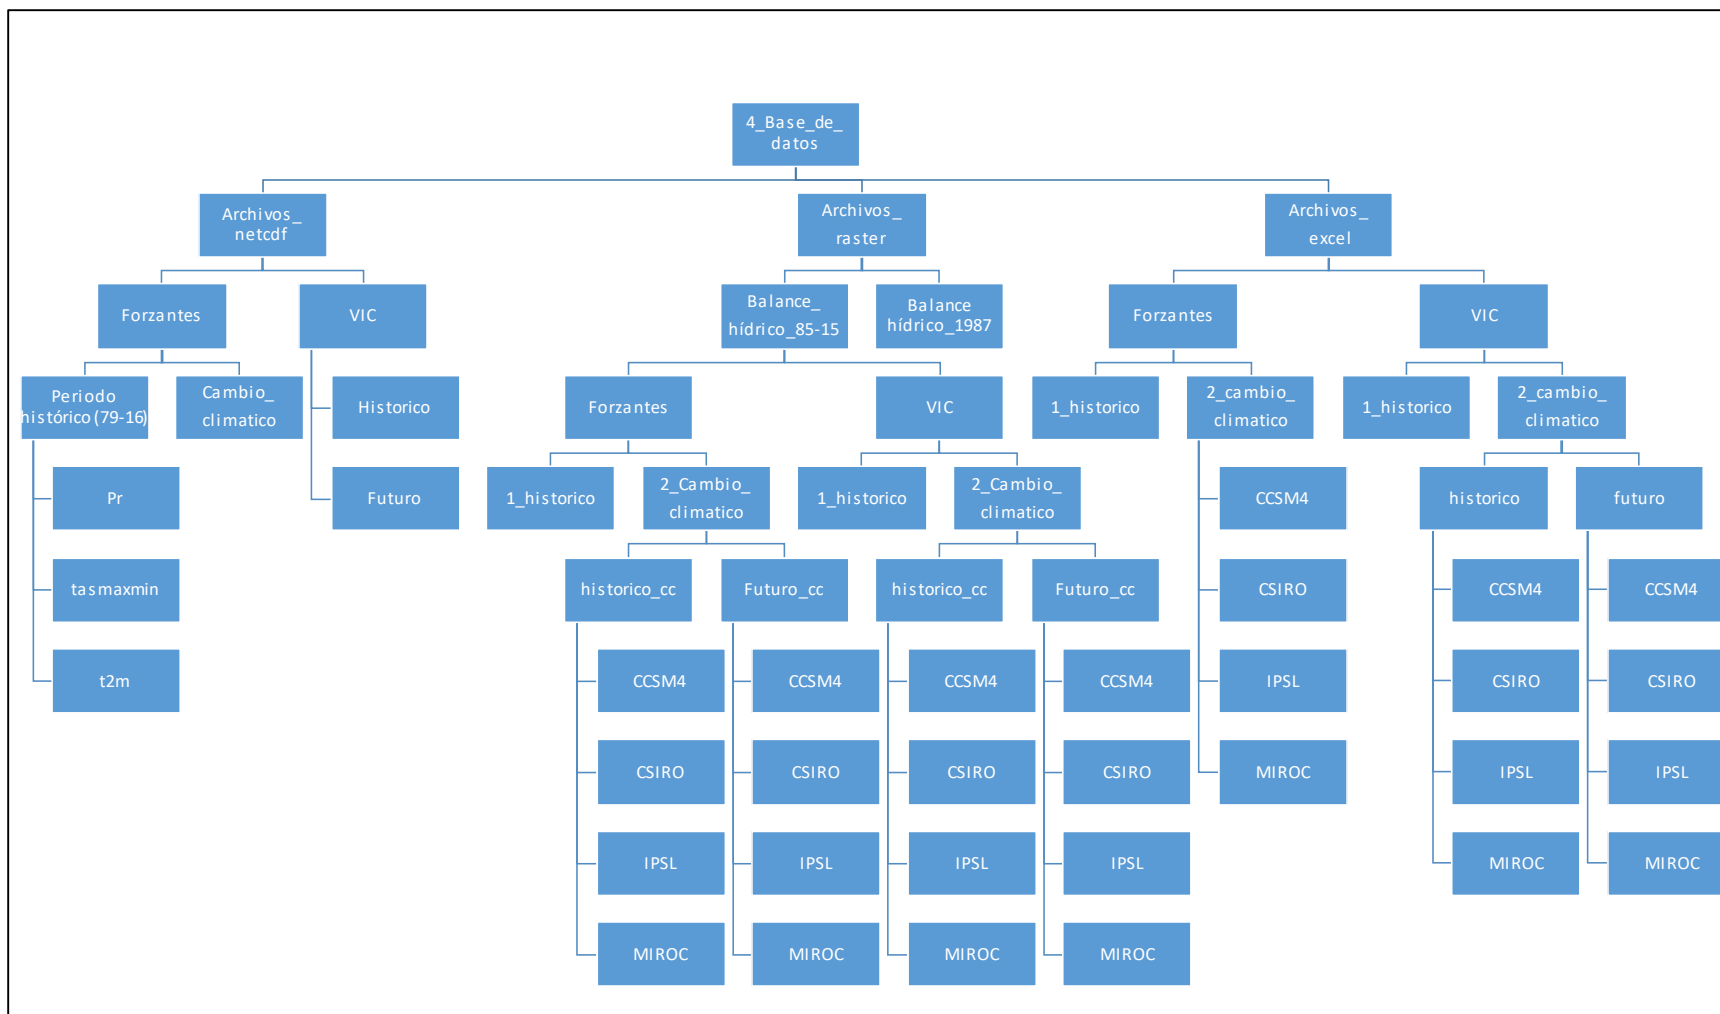 4_Base_de_
datos
Archivos_
netcdf
Archivos_
raster
Archivos_
excel
Forzantes
VIC
Balance_
hídrico_85-15
Balance
hídrico_1987
Forzantes
VIC
Periodo
histórico (79-16)
Cambio_
climatico
Historico
Forzantes
VIC
1_historico
2_cambio_
climatico
1_historico
2_cambio_
climatico
Pr
Futuro
1_historico
2_Cambio_
climatico
1_historico
2_Cambio_
climatico
CCSM4
histórico
futuro
tasmaxmin
historico_cc
Futuro_cc
historico_cc
Futuro_cc
CSIRO
CCSM4
CCSM4
t2m
CCSM4
CCSM4
CCSM4
CCSM4
IPSL
CSIRO
CSIRO
CSIRO
CSIRO
CSIRO
CSIRO
MIROC
IPSL
IPSL
IPSL
IPSL
IPSL
IPSL
MIROC
MIROC
MIROC
MIROC
MIROC
MIROC